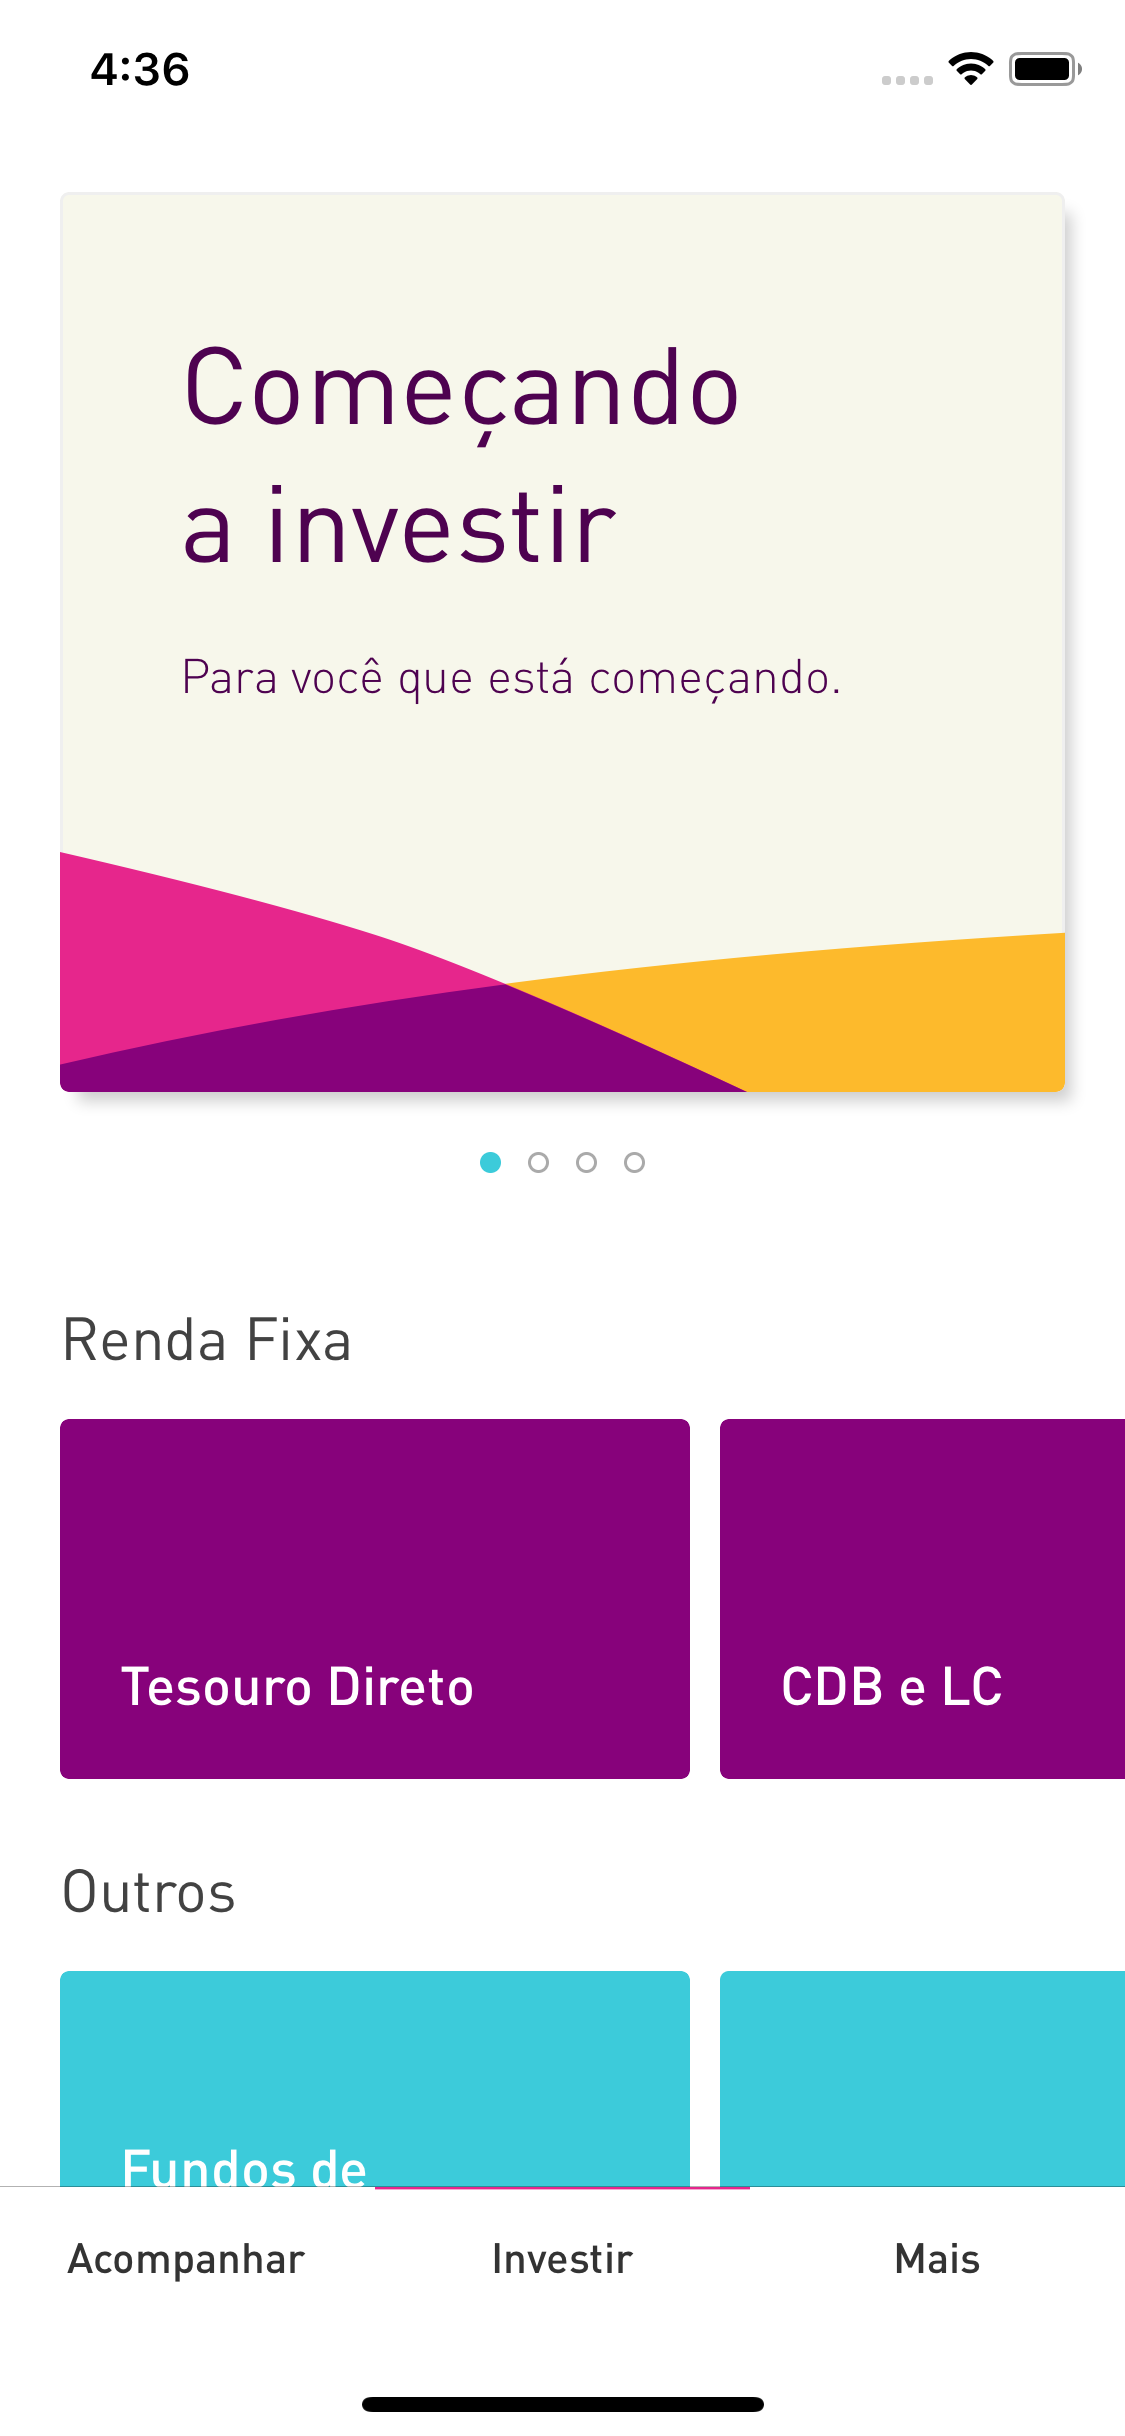 4:36
Começando
a investir
Para você que está começando.
Renda Fixa
Tesouro Direto
CDB e LC
Outros
Fundos de
Acompanhar
Investir
Mais